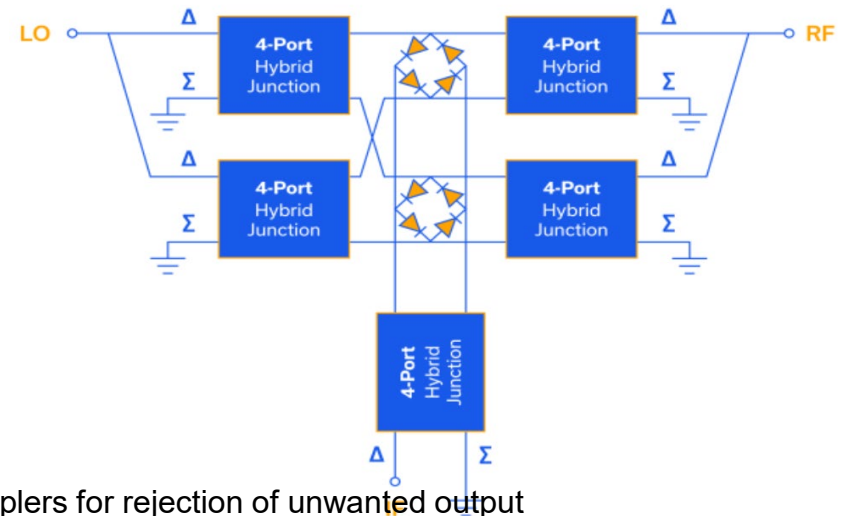 LO Δ 4-Port Hybrid Junction Σ
4-Port Hybrid Junction Δ Σ RF
Δ 4-Port Hybrid Junction Σ
4-Port Hybrid Junction Δ Σ
4-Port
Hybrid
Junction
Δ Σ
plers for rejection of unwanted output